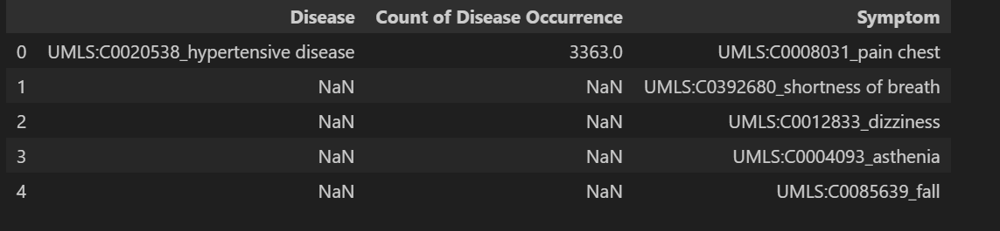 Disease Count of Disease Occurrence Symptom
0 UMLS:C0020538_hypertensive disease 3363.0 UMLS:C0008031_pain chest
1 NaN NaN UMLS:C0392680_shortness of breath
2 NaN NaN UMLS:C0012833_dizziness
3 NaN NaN UMLS:C0004093_asthenia
4 NaN NaN UMLS:C0085639_fall